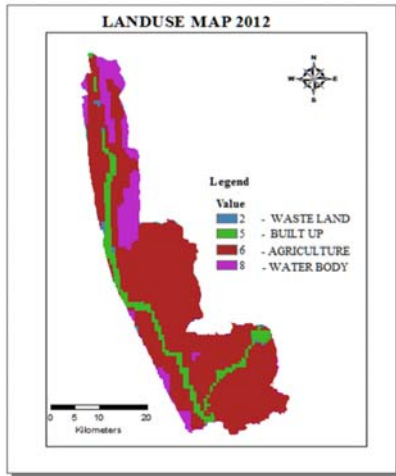 LANDUSE MAP 2012
N
W E
S
Legend
Value
2 - WASTE LAND
5 - BUILT UP
6 - AGRICULTURE
8 - WATER BODY
0 5 10 20
Kilometers